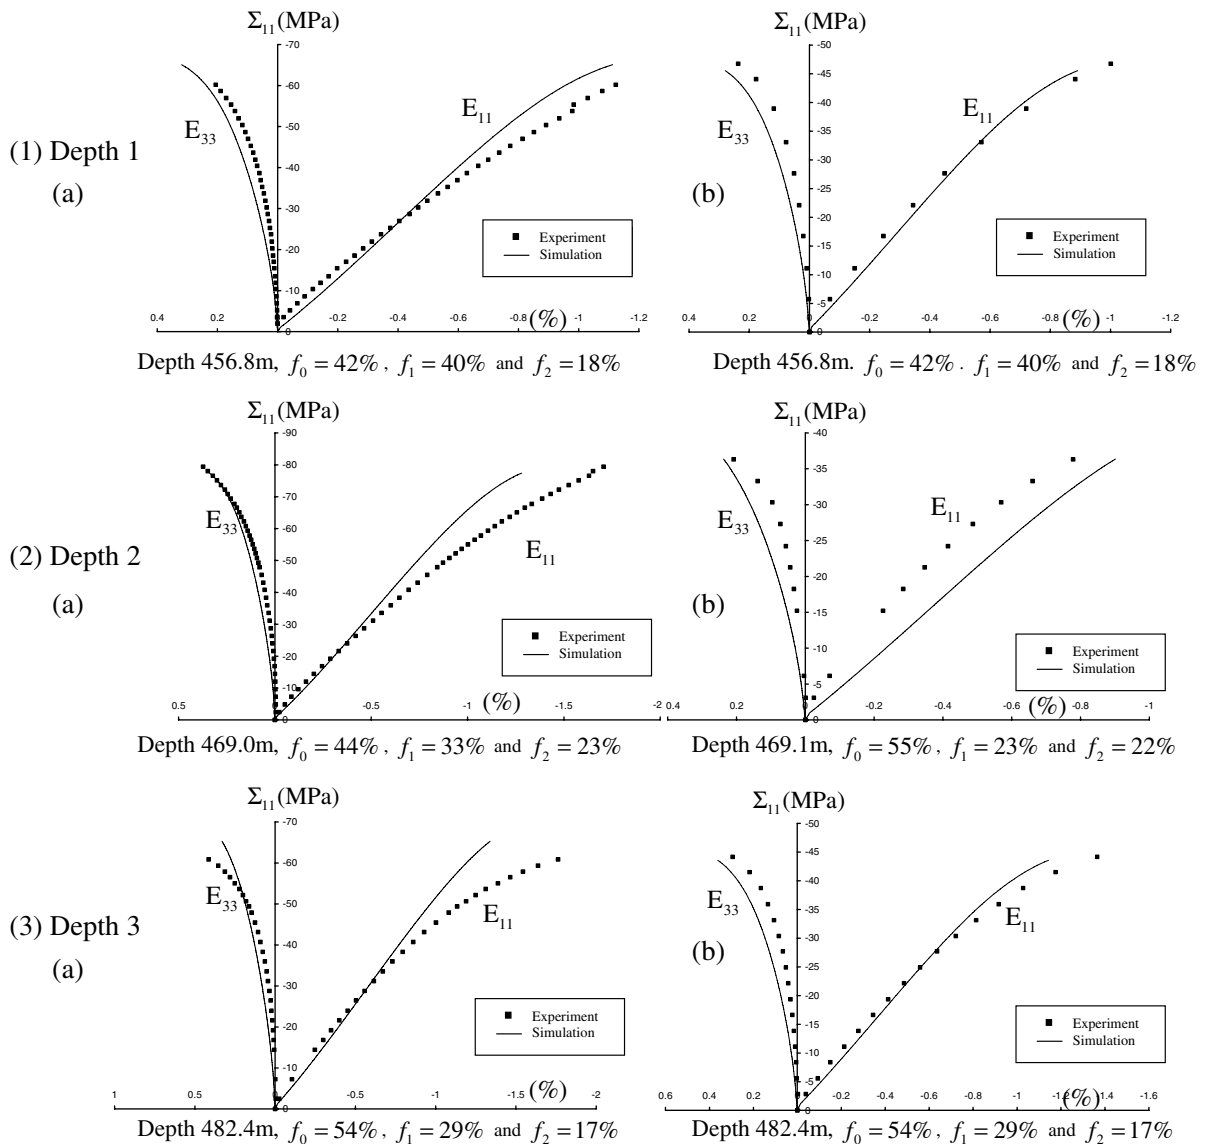 Σ11(MPa)
-70
-60
-50
-40
-30
-20
-10
0
0.4
0.2
0
-0.2
-0.4
-0.6
-0.8
-1
-1.2
(%)
E33
E11
Experiment
Simulation
(1) Depth 1
(a)
Depth 456.8m, f0 = 42%, f1 = 40% and f2 = 18%
Σ11(MPa)
-50
-45
-40
-35
-30
-25
-20
-15
-10
-5
0
0.4
0.2
0
-0.2
-0.4
-0.6
-0.8
-1
-1.2
(%)
E33
E11
Experiment
Simulation
(b)
Depth 456.8m. f0 = 42% . f1 = 40% and f2 = 18%
Σ11(MPa)
-90
-80
-70
-60
-50
-40
-30
-20
-10
0
0.5
0
-0.5
-1
-1.5
-2
(%)
E33
E11
Experiment
Simulation
(2) Depth 2
(a)
Depth 469.0m, f0 = 44%, f1 = 33% and f2 = 23%
Σ11(MPa)
-40
-35
-30
-25
-20
-15
-10
-5
0
0.4
0.2
0
-0.2
-0.4
-0.6
-0.8
-1
(%)
E33
E11
Experiment
Simulation
(b)
Depth 469.1m, f0 = 55%, f1 = 23% and f2 = 22%
Σ11(MPa)
-70
-60
-50
-40
-30
-20
-10
0
1
0.5
0
-0.5
-1
-1.5
-2
(%)
E33
E11
Experiment
Simulation
(3) Depth 3
(a)
Depth 482.4m, f0 = 54%, f1 = 29% and f2 = 17%
Σ11(MPa)
-50
-45
-40
-35
-30
-25
-20
-15
-10
-5
0
0.6
0.4
0.2
0
-0.2
-0.4
-0.6
-0.8
-1
-1.2
-1.4
-1.6
(%)
E33
E11
Experiment
Simulation
(b)
Depth 482.4m, f0 = 54%, f1 = 29% and f2 = 17%